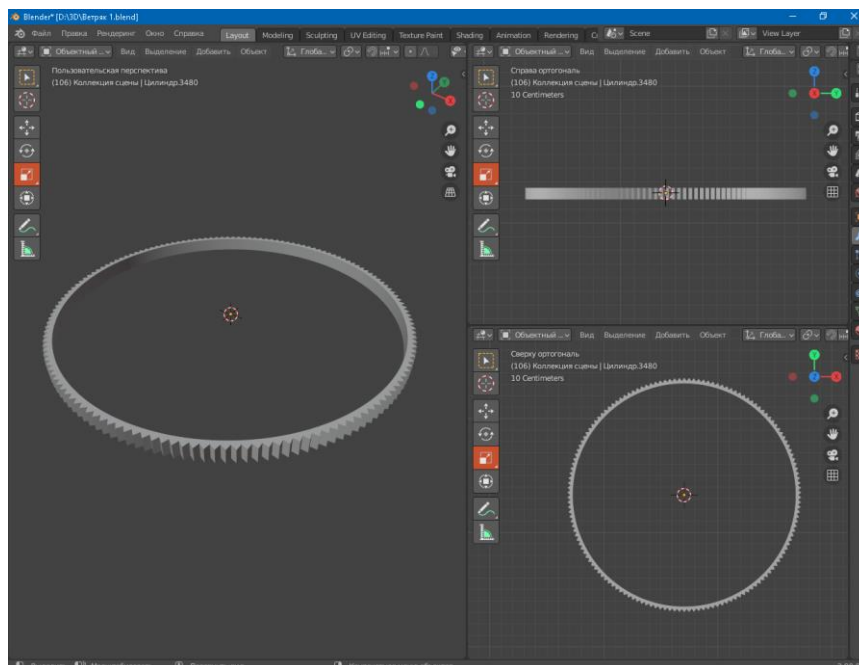 Blender* [D:\3D\Ветряк 1.blend]
Файл Правка Рендеринг Окно Справка Layout Modeling Sculpting UV Editing Texture Paint Shading Animation Rendering Scene View Layer
Объектный ... Вид Выделение Добавить Объект Глоба...
Пользовательская перспектива
(106) Коллекция сцены | Цилиндр.3480
Объектный ... Вид Выделение Добавить Объект Глоба...
Справа ортогональ
(106) Коллекция сцены | Цилиндр.3480
10 Centimeters
Объектный ... Вид Выделение Добавить Объект Глоба...
Сверху ортогональ
(106) Коллекция сцены | Цилиндр.3480
10 Centimeters